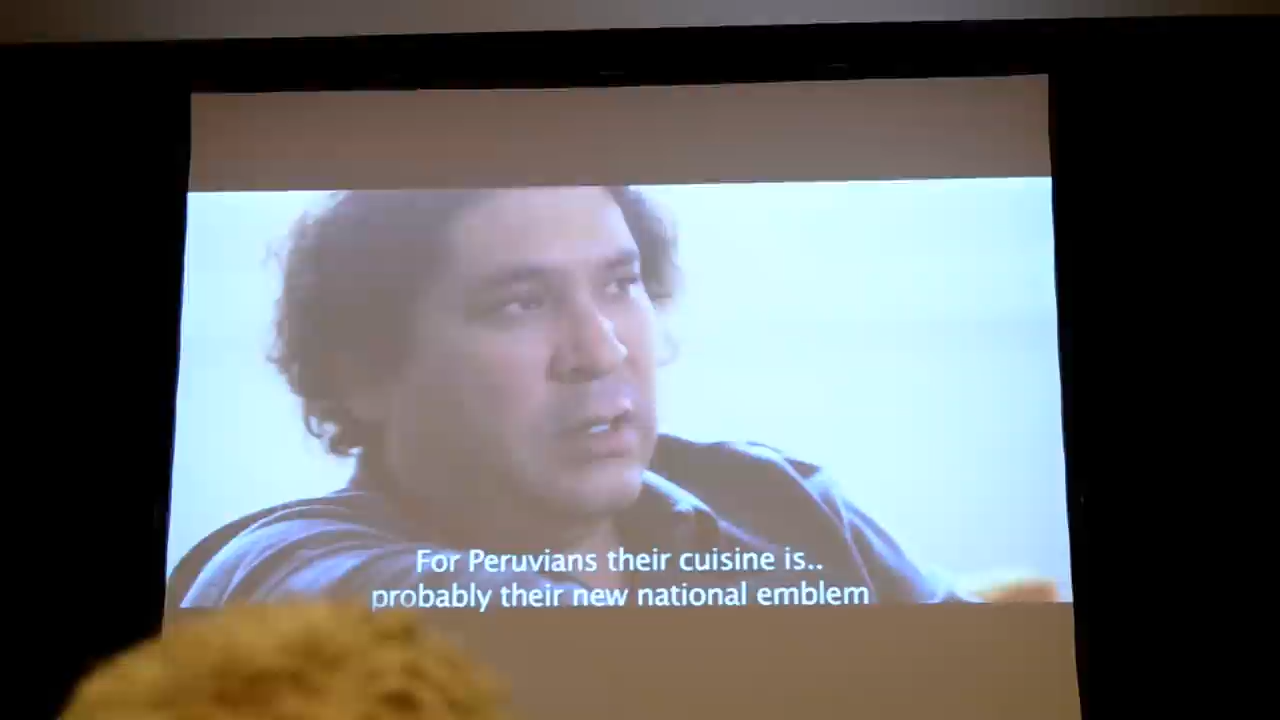 For Peruvians their cuisine is..
probably their new national emblem